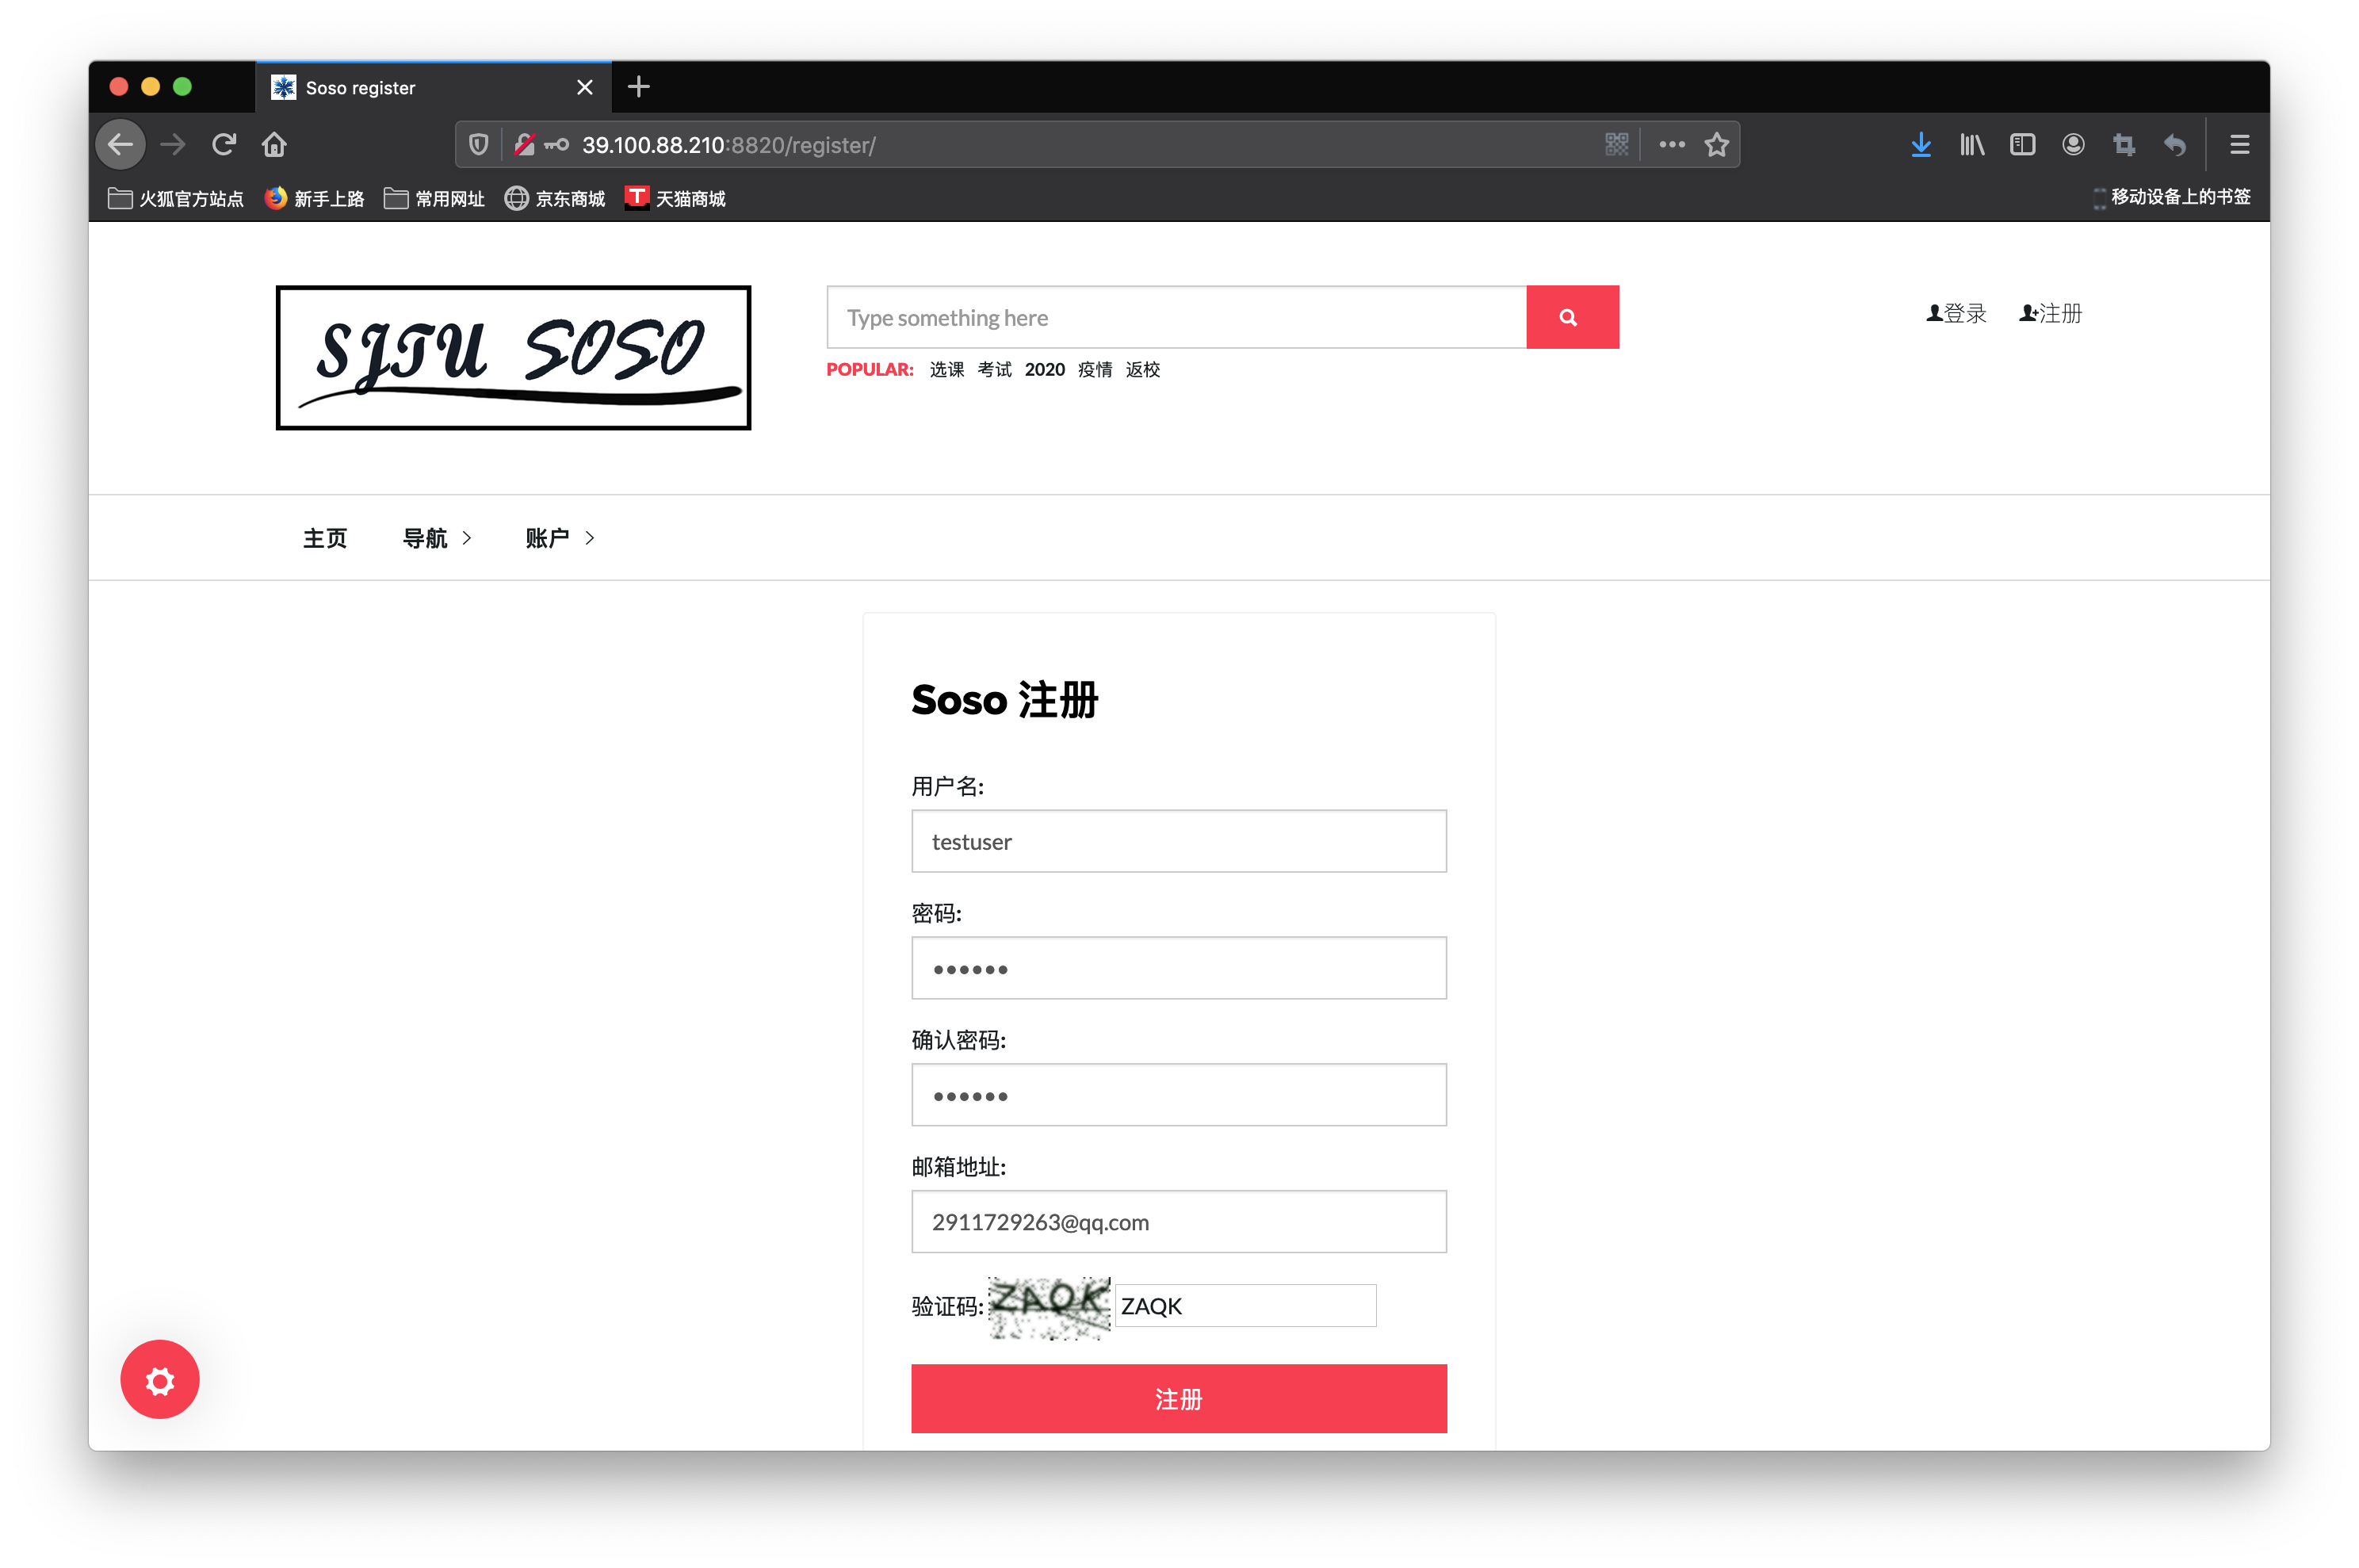 Soso register
39.100.88.210:8820/register/
火狐官方站点 新手上路 常用网址 京东商城 天猫商城 移动设备上的书签
SJTU SOSO
Type something here
登录 注册
POPULAR: 选课 考试 2020 疫情 返校
主页 导航 账户
Soso 注册
用户名:
testuser
密码:
••••••
确认密码:
••••••
邮箱地址:
2911729263@qq.com
验证码: ZAQK ZAQK
注册